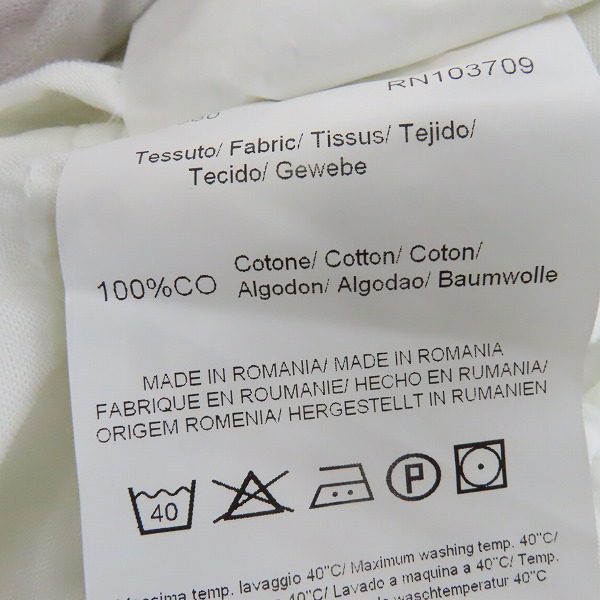 RN103709
Tessuto/ Fabric/ Tissus/ Tejido/
Tecido/ Gewebe
100%CO
Cotone/ Cotton/ Coton/
Algodon/ Algodao/ Baumwolle
MADE IN ROMANIA/ MADE IN ROMANIA
FABRIQUE EN ROUMANIE/ HECHO EN RUMANIA/
ORIGEM ROMENIA/ HERGESTELLT IN RUMANIEN
40
P
temp. lavaggio 40"C/ Maximum washing temp. 40"C/
40"C/ Lavado a maquina a 40"C/ Temp.
waschtemperatur 40"C